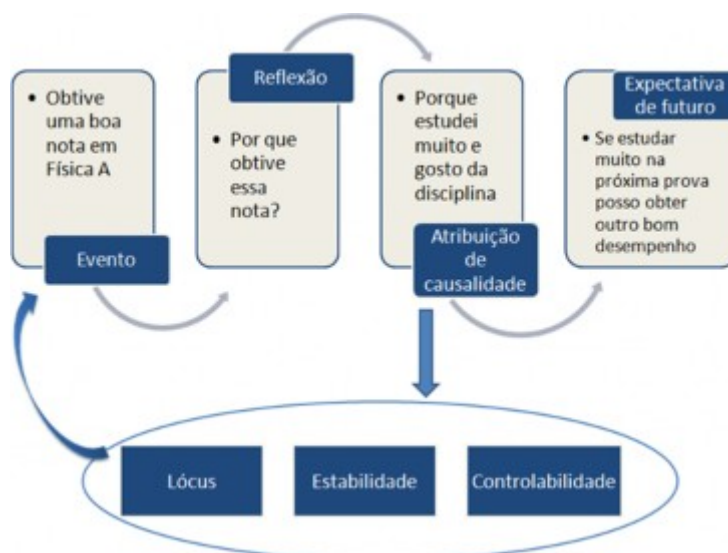 • Obtive
uma boa
nota em
Física A
Evento
Reflexão
• Por que
obtive
essa
nota?
• Porque
estudei
muito e
gosto da
disciplina
Atribuição
de
causalidade
Expectativa
de futuro
• Se estudar
muito na
próxima prova
posso obter
outro bom
desempenho
Lócus
Estabilidade
Controlabilidade